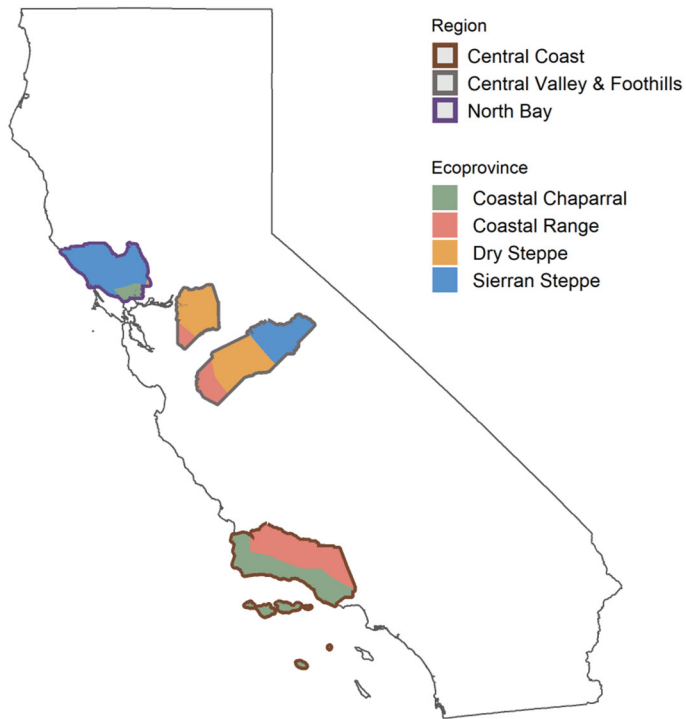 Region
Central Coast
Central Valley & Foothills
North Bay
Ecoprovince
Coastal Chaparral
Coastal Range
Dry Steppe
Sierran Steppe